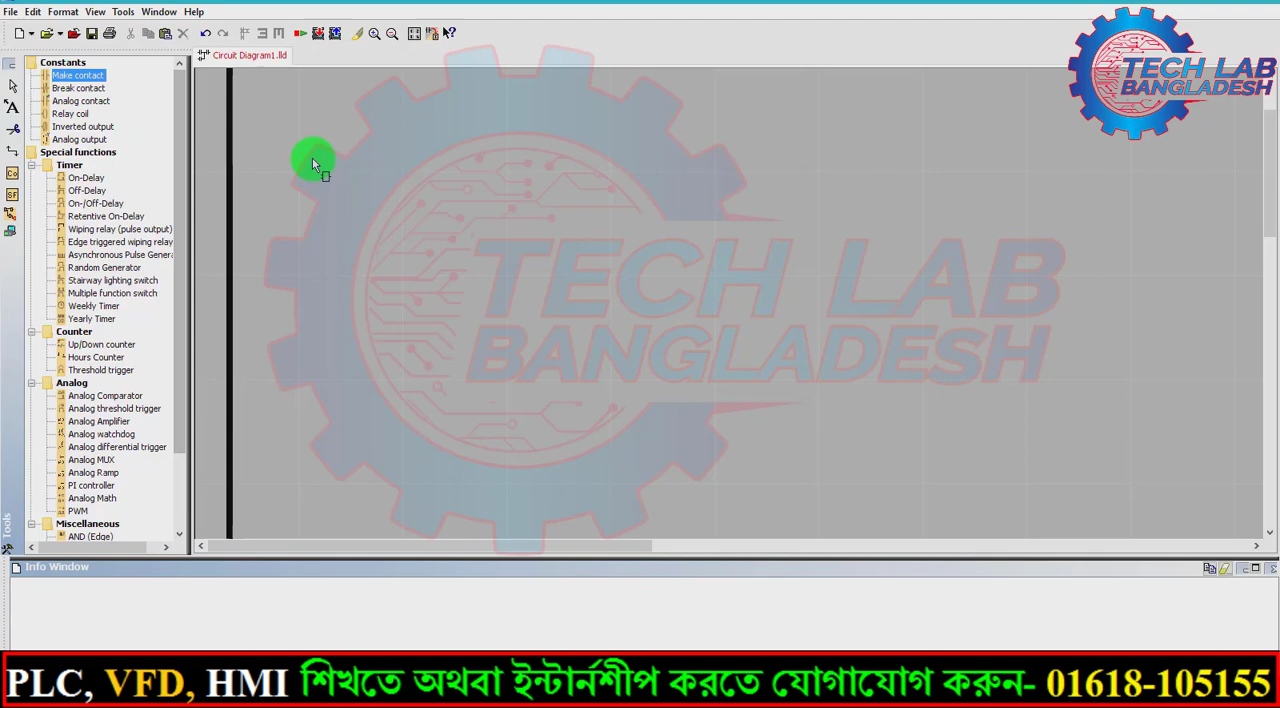 File Edit View Tools Window Help
Circuit Diagram1.lld
Constants
Make contact
Break contact
Analog contact
Relay coil
Inverted output
Analog output
Special functions
Timer
On-Delay
Off-Delay
On-/Off-Delay
Retentive On-Delay
Wiping relay (pulse output)
Edge triggered wiping relay
Asynchronous Pulse Genera
Random Generator
Stairway lighting switch
Multiple function switch
Weekly Timer
Yearly Timer
Counter
Up/Down counter
Hours Counter
Threshold trigger
Analog
Analog Comparator
Analog threshold trigger
Analog Amplifier
Analog watchdog
Analog differential trigger
Analog MUX
Analog Ramp
PI controller
Analog Math
PWM
Miscellaneous
AND (Edge)
A
Co
SF
Tools
TECH LAB
BANGLADESH
TECH LAB
BANGLADESH
Info Window
PLC, VFD, HMI শিখতে অথবা ইন্টার্নশীপ করতে যোগাযোগ করুন- 01618-105155